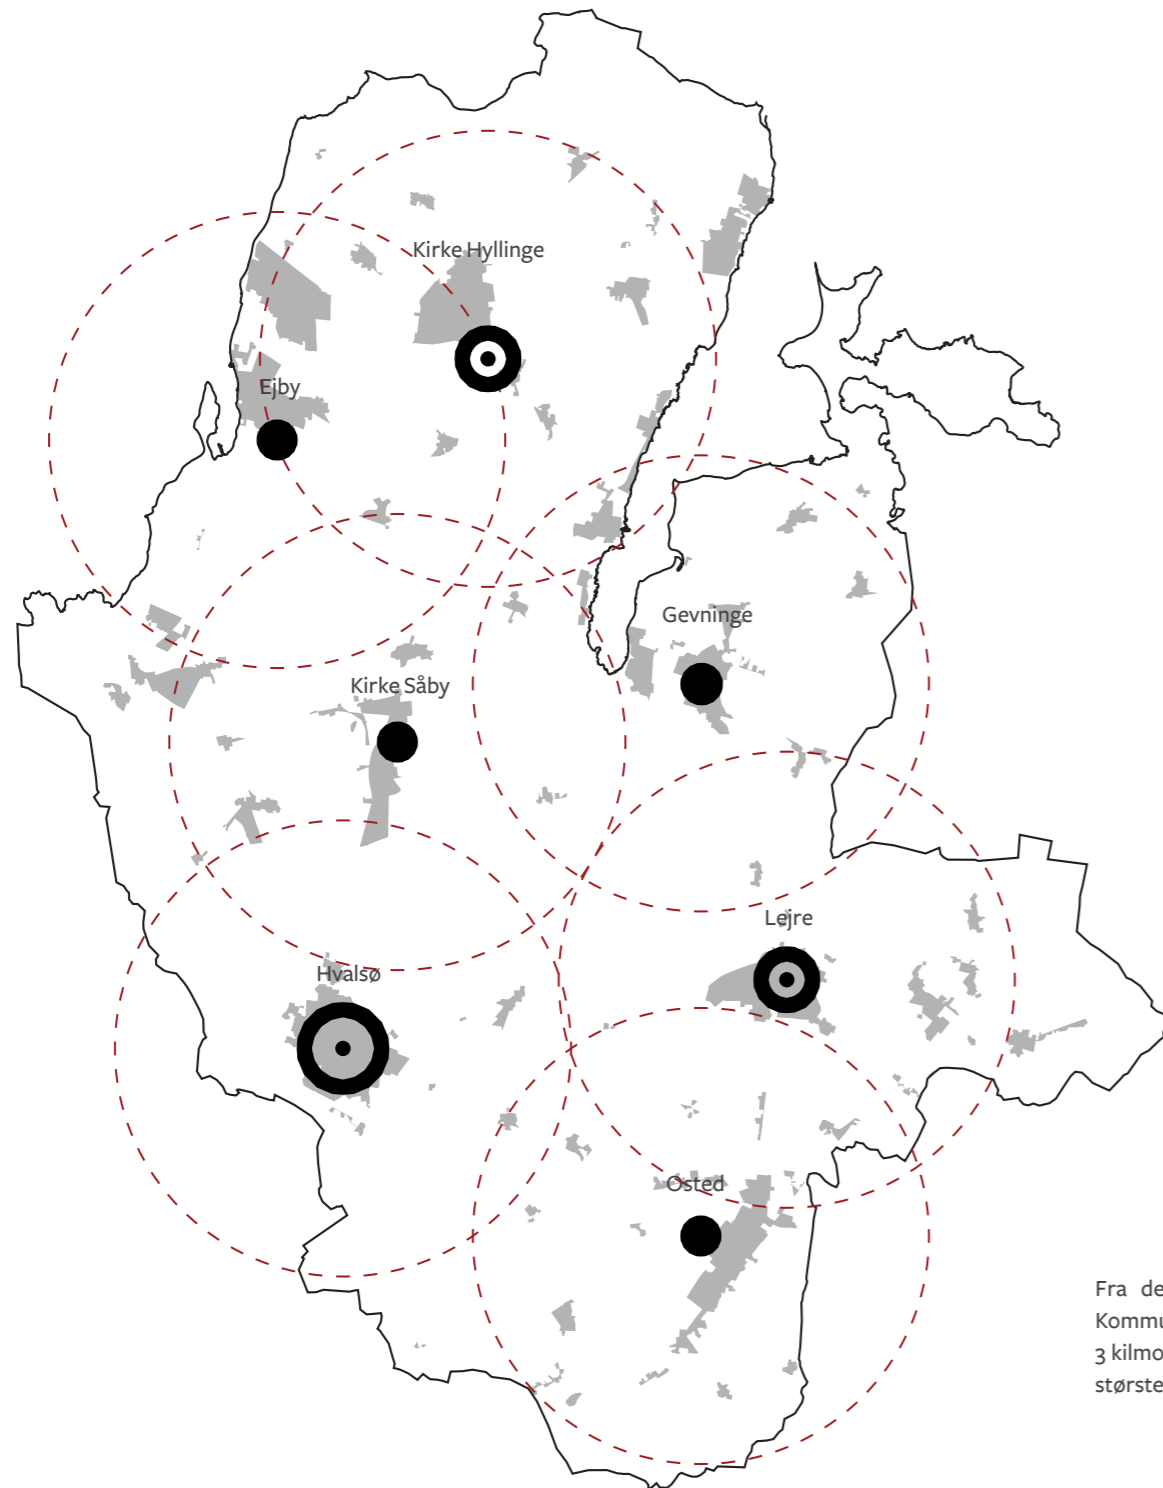 Kirke Hyllinge
Ejby
Gevninge
Kirke Såby
Lejre
Hvalsø
Osted
Fra de
Kommu
3 kilmo
største